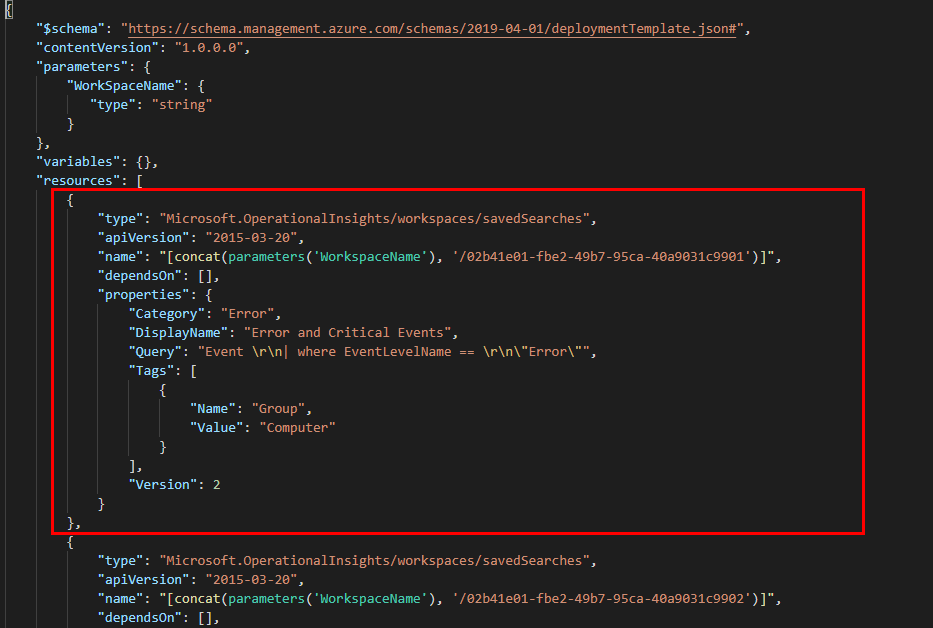 {
"$schema": "https://schema.management.azure.com/schemas/2019-04-01/deploymentTemplate.json#",
"contentVersion": "1.0.0.0",
"parameters": {
"WorkSpaceName": {
"type": "string"
}
},
"variables": {},
"resources": [
{
"type": "Microsoft.OperationalInsights/workspaces/savedSearches",
"apiVersion": "2015-03-20",
"name": "[concat(parameters('WorkspaceName'), '/02b41e01-fbe2-49b7-95ca-40a9031c9901')]",
"dependsOn": [],
"properties": {
"Category": "Error",
"DisplayName": "Error and Critical Events",
"Query": "Event \r\n| where EventLevelName == \r\n\"Error\"",
"Tags": [
{
"Name": "Group",
"Value": "Computer"
}
],
"Version": 2
}
},
{
"type": "Microsoft.OperationalInsights/workspaces/savedSearches",
"apiVersion": "2015-03-20",
"name": "[concat(parameters('WorkspaceName'), '/02b41e01-fbe2-49b7-95ca-40a9031c9902')]",
"dependsOn": [],